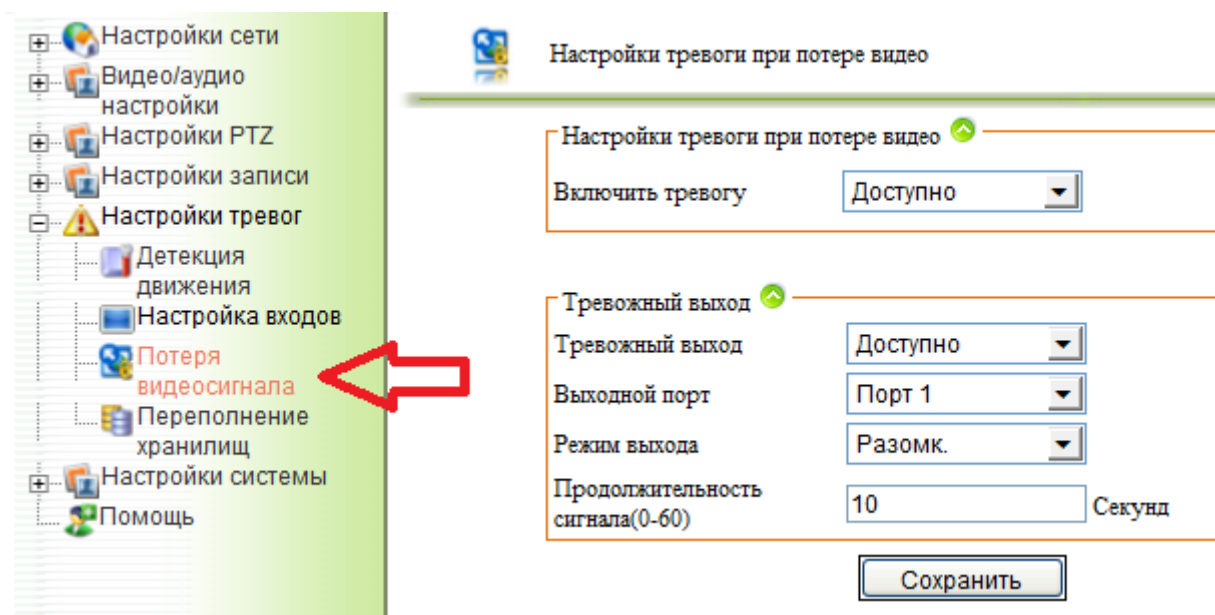 Настройки сети
Видео/аудио
настройки
Настройки PTZ
Настройки записи
Настройки тревог
Детекция
движения
Настройка входов
Потеря
видеосигнала
Переполнение
хранилищ
Настройки системы
Помощь
Настройки тревоги при потере видео
Настройки тревоги при потере видео
Включить тревогу Доступно
Тревожный выход
Тревожный выход Доступно
Выходной порт Порт 1
Режим выхода Разомк.
Продолжительность
сигнала(0-60) 10 Секунд
Сохранить